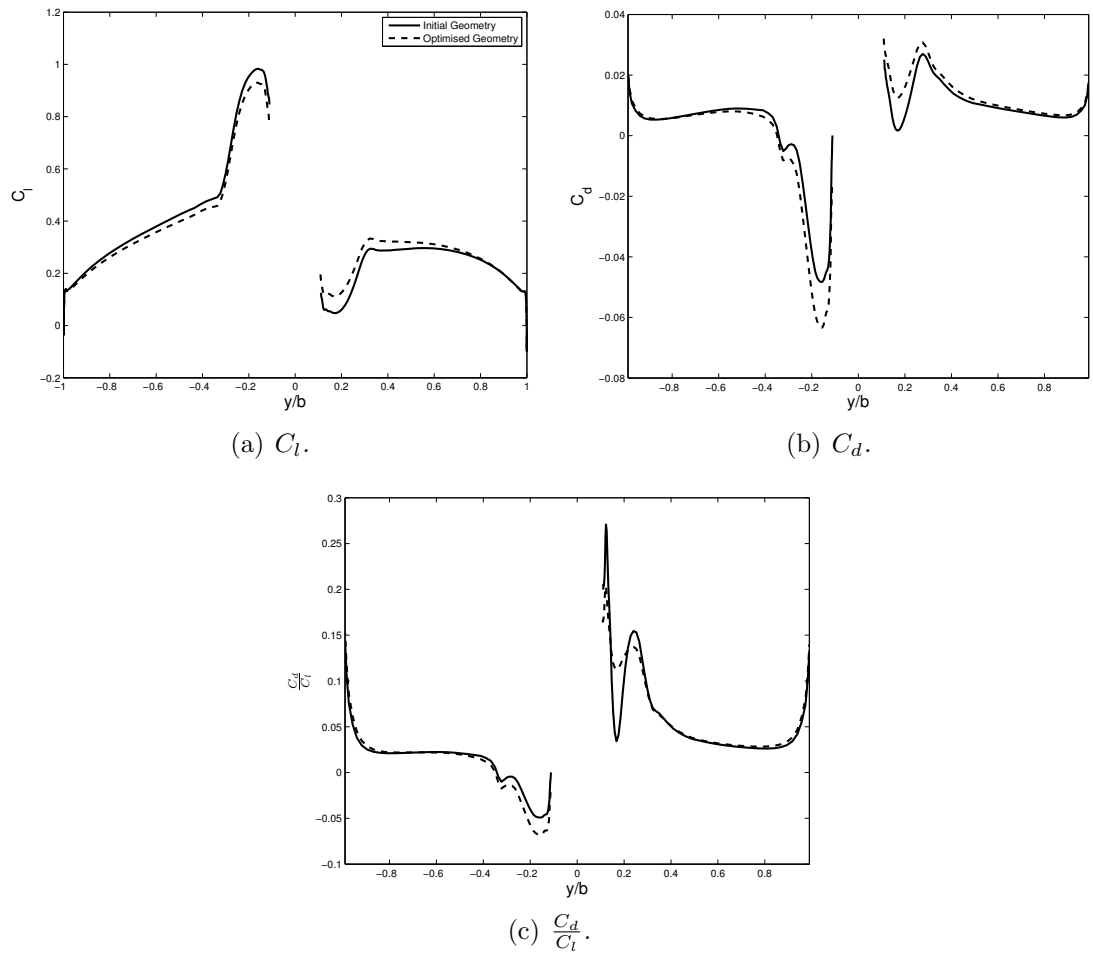 1.2
1
0.8
0.6
0.4
0.2
0
−0.2
C_l
Initial Geometry
Optimised Geometry
−1 −0.8 −0.6 −0.4 −0.2 0 0.2 0.4 0.6 0.8 1
y/b
(a) C_l.
0.04
0.02
0
−0.02
−0.04
−0.06
−0.08
C_d
−0.8 −0.6 −0.4 −0.2 0 0.2 0.4 0.6 0.8
y/b
(b) C_d.
0.3
0.25
0.2
0.15
0.1
0.05
0
−0.05
−0.1
C_d/C_l
−0.8 −0.6 −0.4 −0.2 0 0.2 0.4 0.6 0.8
y/b
(c) C_d/C_l.